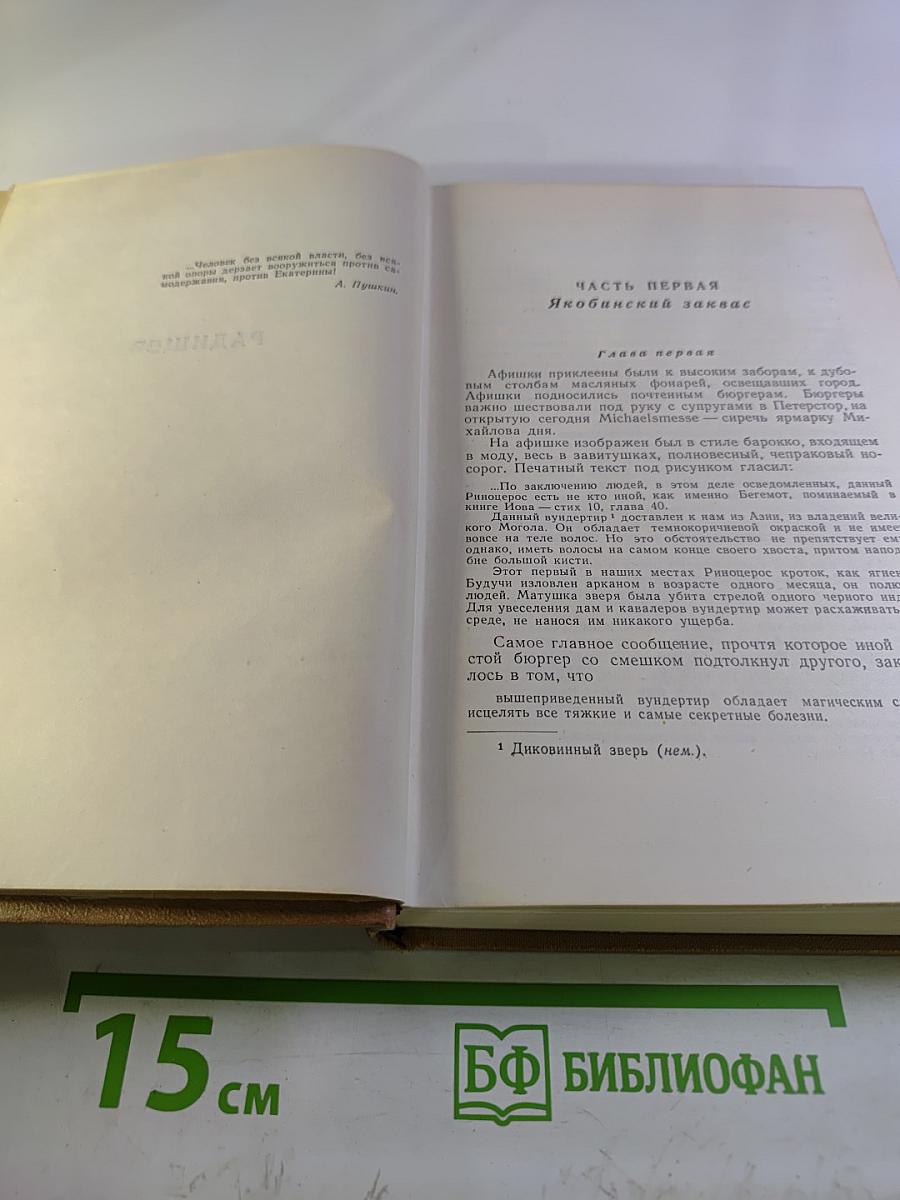 ...Человек без всякой власти, без вся-
кой опоры дерзает вооружиться против са-
модержавия, против Екатерины!
А. Пушкин.
РАДИЩЕВ
ЧАСТЬ ПЕРВАЯ
Якобинский заквас
Глава первая
Афишки приклеены были к высоким заборам, к дубо-
вым столбам масляных фонарей, освещавших город.
Афишки подносились почтенным бюргерам. Бюргеры
важно шествовали под руку с супругами в Петерстор, на
открытую сегодня Michaelsmesse — сиречь ярмарку Ми-
хайлова дня.
На афишке изображен был в стиле барокко, входящем
в моду, весь в завитушках, полновесный, чепраковый но-
сорог. Печатный текст под рисунком гласил:
...По заключению людей, в этом деле осведомленных, данный
Риноцерос есть не кто иной, как именно Бегемот, поминаемый в
книге Иова — стих 10, глава 40.
Данный вундертир ¹ доставлен к нам из Азии, из владений вели-
кого Могола. Он обладает темнокоричневой окраской и не имее
вовсе на теле волос. Но это обстоятельство не препятствует ем
однако, иметь волосы на самом конце своего хвоста, притом напод
бие большой кисти.
Этот первый в наших местах Риноцерос кроток, как ягнен
Будучи изловлен арканом в возрасте одного месяца, он полю
людей. Матушка зверя была убита стрелой одного черного инд
Для увеселения дам и кавалеров вундертир может расхаживать
среде, не нанося им никакого ущерба.
Самое главное сообщение, прочтя которое иной
стой бюргер со смешком подтолкнул другого, зак
лось в том, что
вышеприведенный вундертир обладает магическим с
исцелять все тяжкие и самые секретные болезни.
¹ Диковинный зверь (нем.).
15 см
БФ БИБЛИОФАН